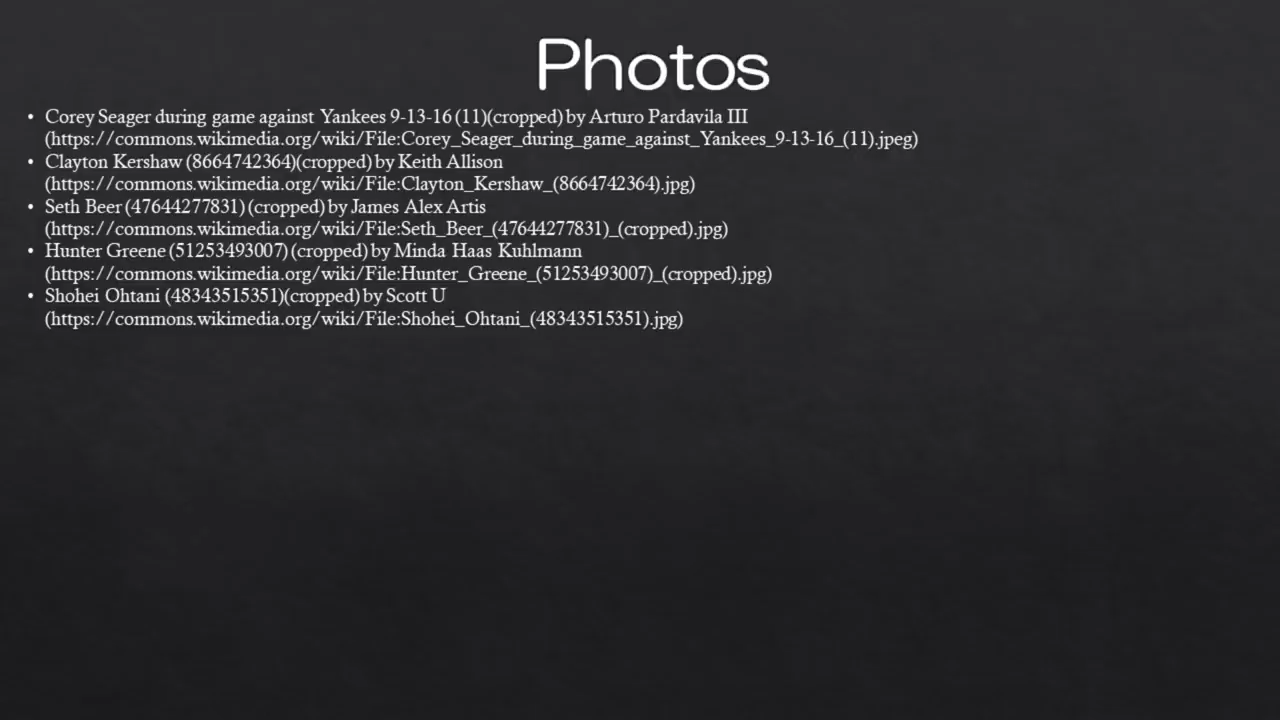 Photos
• Corey Seager during game against Yankees 9-13-16 (11)(cropped) by Arturo Pardavila III
(https://commons.wikimedia.org/wiki/File:Corey_Seager_during_game_against_Yankees_9-13-16_(11).jpeg)
• Clayton Kershaw (8664742364)(cropped) by Keith Allison
(https://commons.wikimedia.org/wiki/File:Clayton_Kershaw_(8664742364).jpg)
• Seth Beer (47644277831) (cropped) by James Alex Artis
(https://commons.wikimedia.org/wiki/File:Seth_Beer_(47644277831)_(cropped).jpg)
• Hunter Greene (51253493007) (cropped) by Minda Haas Kuhlmann
(https://commons.wikimedia.org/wiki/File:Hunter_Greene_(51253493007)_(cropped).jpg)
• Shohei Ohtani (48343515351)(cropped) by Scott U
(https://commons.wikimedia.org/wiki/File:Shohei_Ohtani_(48343515351).jpg)